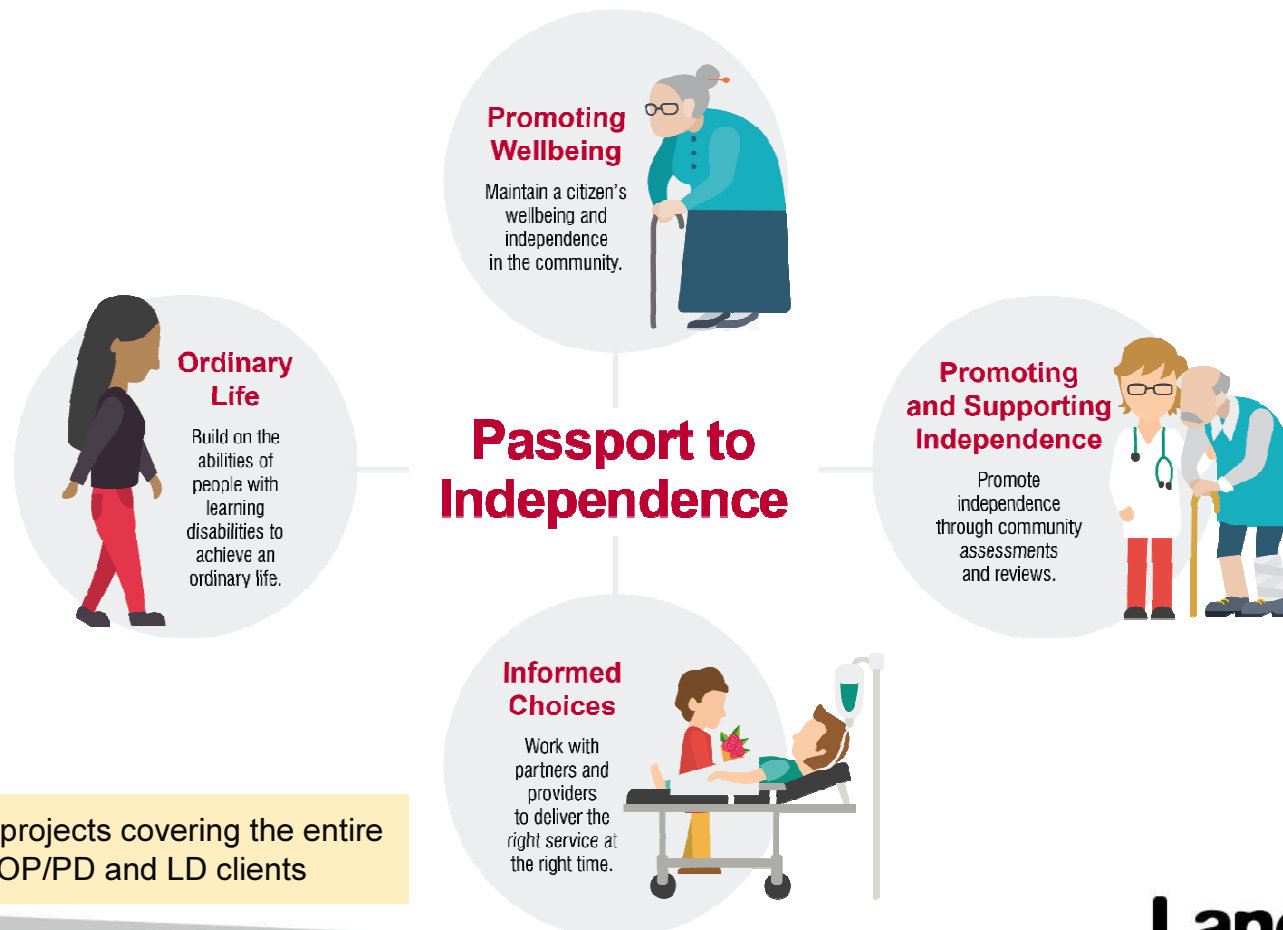 Promoting
Wellbeing
Maintain a citizen's
wellbeing and
independence
in the community.
Ordinary
Life
Build on the
abilities of
people with
learning
disabilities to
achieve an
ordinary life.
Passport to
Independence
Promoting
and Supporting
Independence
Promote
independence
through community
assessments
and reviews.
Informed
Choices
Work with
partners and
providers
to deliver the
right service at
the right time.
projects covering the entire
OP/PD and LD clients